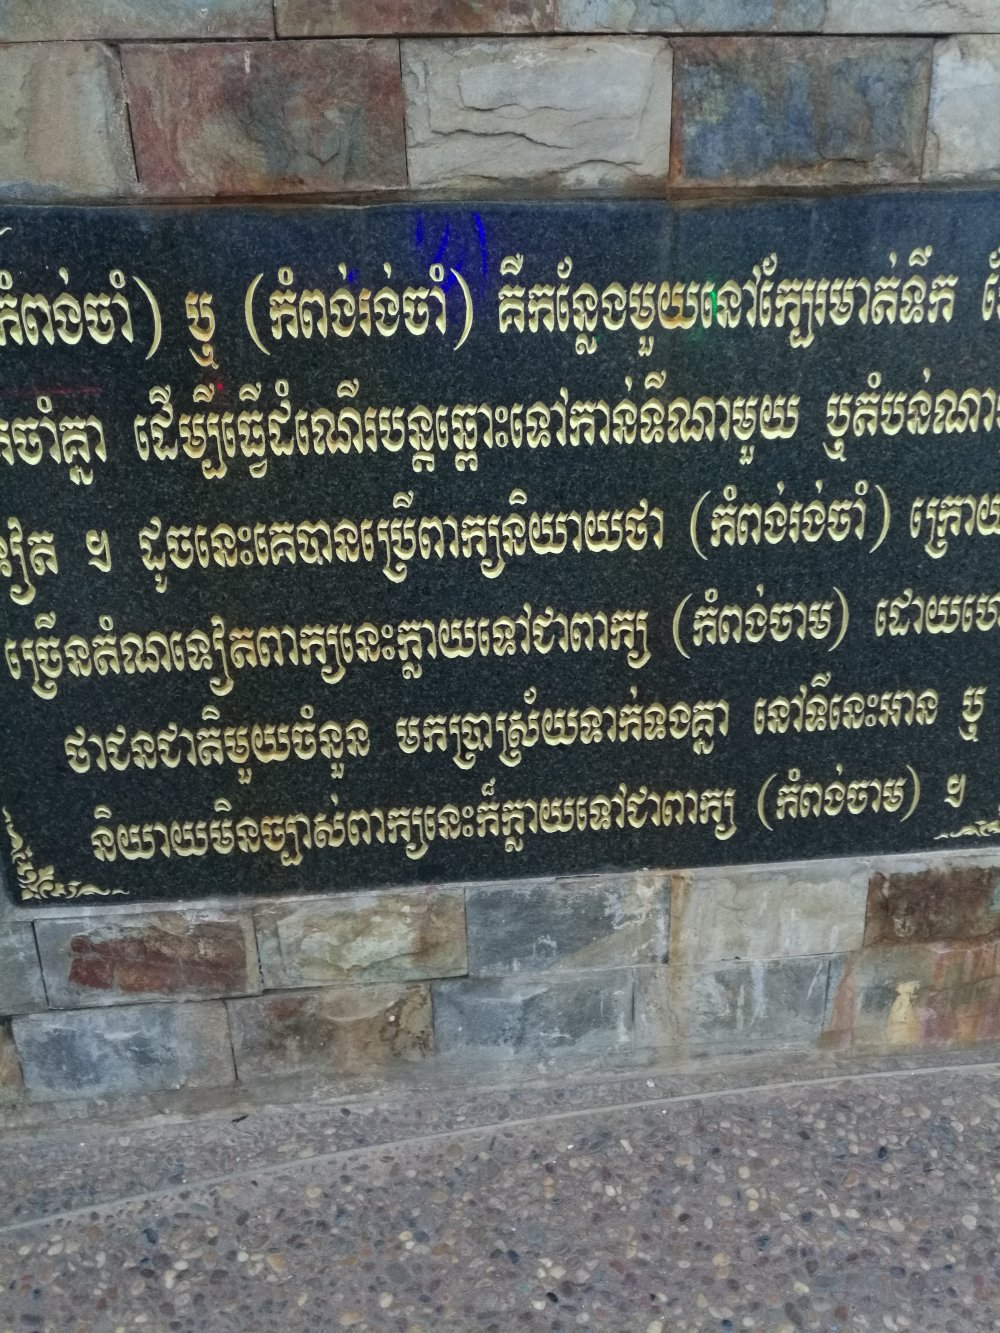 កំពង់ចាំ) ឬ (កំពង់រង់ចាំ) គឺកន្លែងមួយនៅក្បែរមាត់ទឹក
រចាំគ្នា ដើម្បីធ្វើដំណើរបន្តឆ្ពោះទៅកាន់ទីណាមួយ ឬតំបន់ណា
ទៀត ។ ដូចនេះគេបានប្រើពាក្យនិយាយថា (កំពង់រង់ចាំ) ក្រោយ
ច្រើនតំណទៀតពាក្យនេះក្លាយទៅជាពាក្យ (កំពង់ចាម) ដោយហេ
ថាជនជាតិមួយចំនួន មកប្រាស្រ័យទាក់ទងគ្នា នៅទីនេះអាន ឬ
និយាយមិនច្បាស់ពាក្យនេះក៏ក្លាយទៅជាពាក្យ (កំពង់ចាម) ។